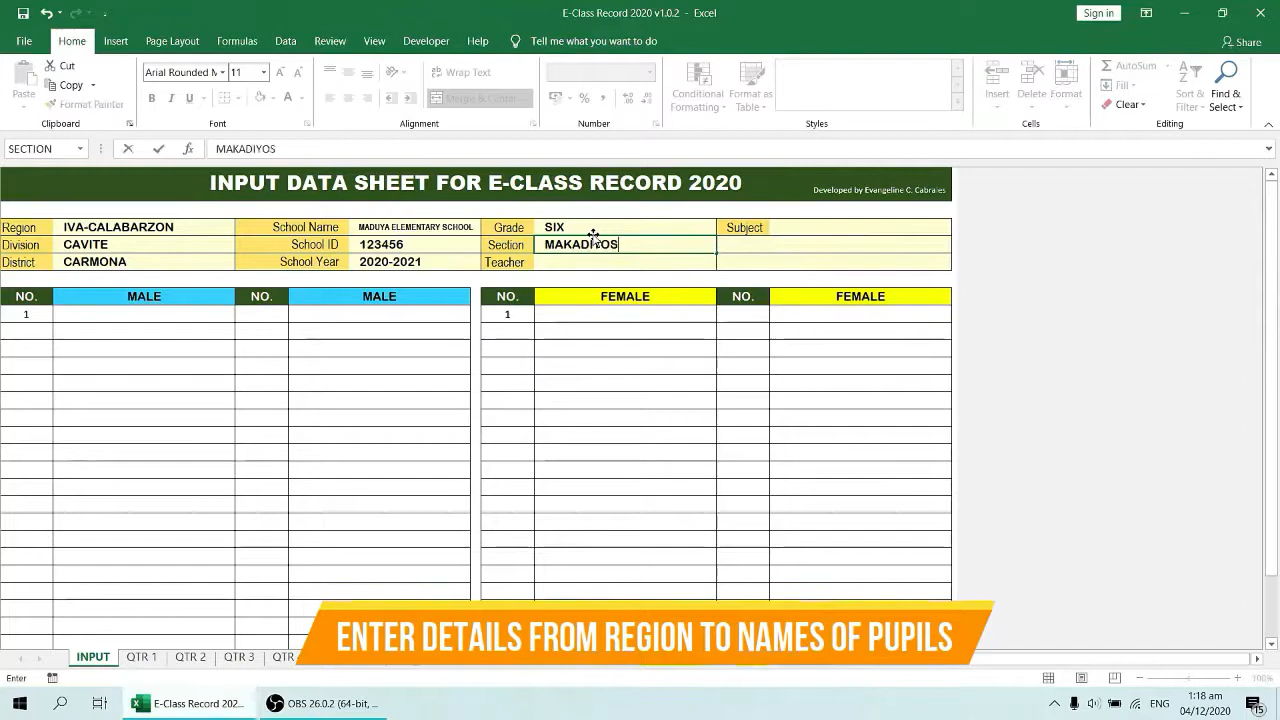 E-Class Record 2020 v1.0.2 - Excel
Sign in
File Home Insert Page Layout Formulas Data Review View Developer Help Tell me what you want to do Share
Paste
Cut
Copy
Format Painter
Clipboard
Arial Rounded M 11
B I U
Font
Wrap Text
Merge & Center
Alignment
Number
Conditional Formatting
Format as Table
Styles
Insert Delete Format
Cells
AutoSum
Fill
Clear
Sort & Filter
Find & Select
Editing
SECTION MAKADIYOS
INPUT DATA SHEET FOR E-CLASS RECORD 2020
Developed by Evangeline C. Cabrales
Region IVA-CALABARZON School Name MADUYA ELEMENTARY SCHOOL Grade SIX Subject
Division CAVITE School ID 123456 Section MAKADIYOS
District CARMONA School Year 2020-2021 Teacher
NO. MALE NO. MALE NO. FEMALE NO. FEMALE
1 1
ENTER DETAILS FROM REGION TO NAMES OF PUPILS
INPUT QTR 1 QTR 2 QTR 3 QTR
Enter 100%
E-Class Record 202... OBS 26.0.2 (64-bit, ... ENG 1:18 am
04/12/2020 15